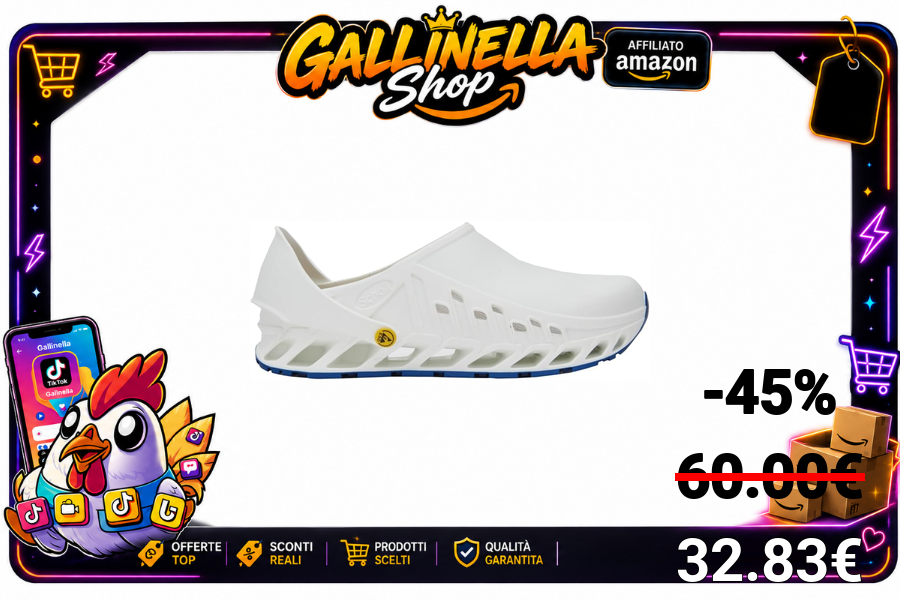 GALLINELLA
Shop
AFFILIATO
amazon
Gallinella
TikTok
Gallinella
-45%
60.00€
32.83€
OFFERTE
TOP
SCONTI
REALI
PRODOTTI
SCELTI
QUALITÀ
GARANTITA